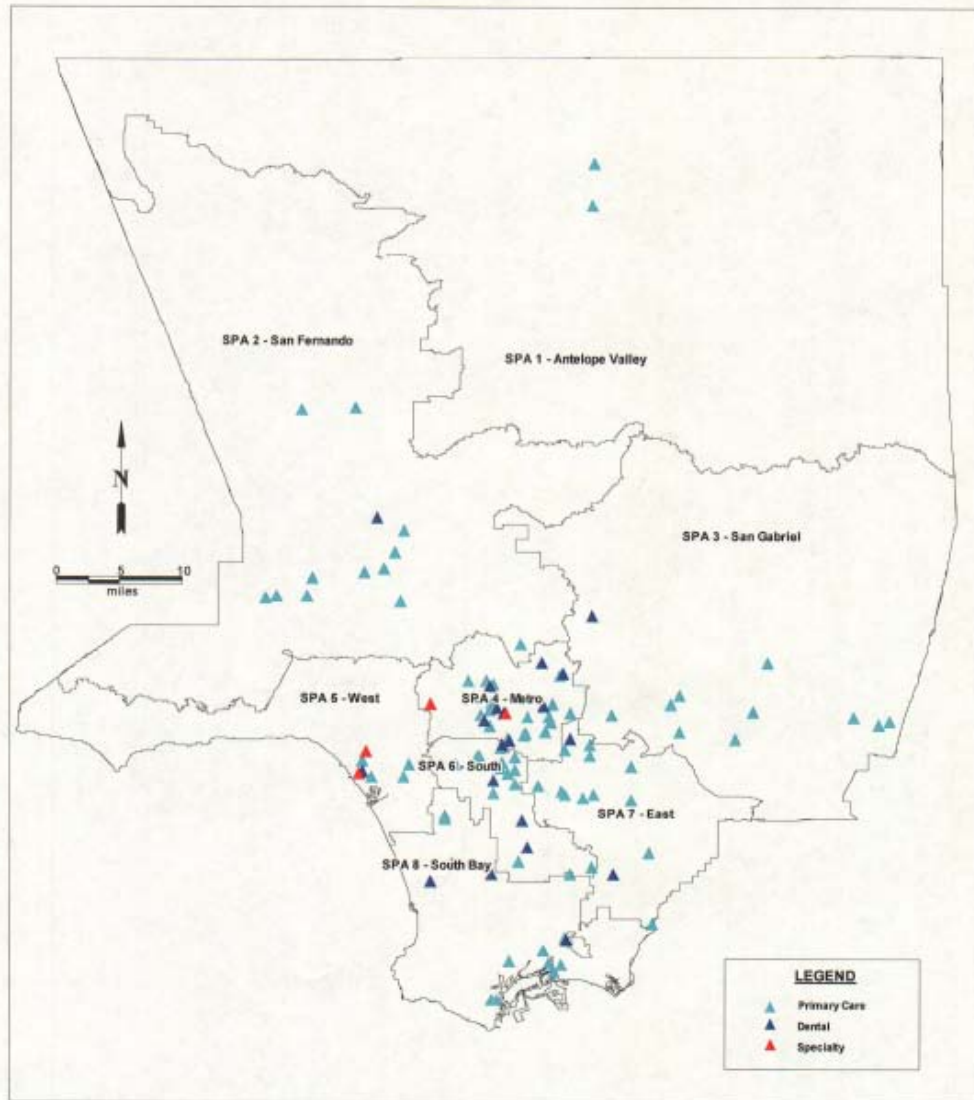 SPA 2 - San Fernando
SPA 1 - Antelope Valley
N
SPA 3 - San Gabriel
0 5 10
miles
SPA 5 - West
SPA 4 - Metro
SPA 6 - South
SPA 7 - East
SPA 8 - South Bay
LEGEND
Primary Care
Dental
Specialty